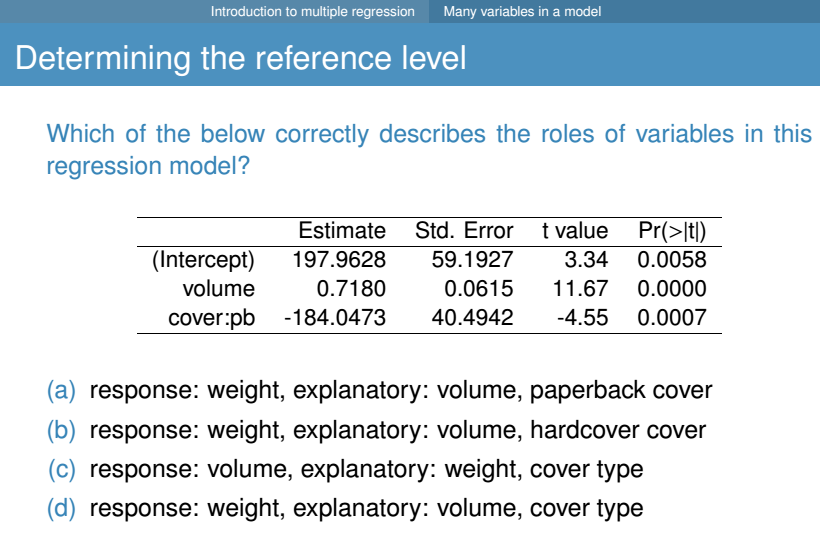 Introduction to multiple regression Many variables in a model
Determining the reference level
Which of the below correctly describes the roles of variables in this
regression model?
Estimate Std. Error t value Pr(>|t|)
(Intercept) 197.9628 59.1927 3.34 0.0058
volume 0.7180 0.0615 11.67 0.0000
cover:pb -184.0473 40.4942 -4.55 0.0007
(a) response: weight, explanatory: volume, paperback cover
(b) response: weight, explanatory: volume, hardcover cover
(c) response: volume, explanatory: weight, cover type
(d) response: weight, explanatory: volume, cover type